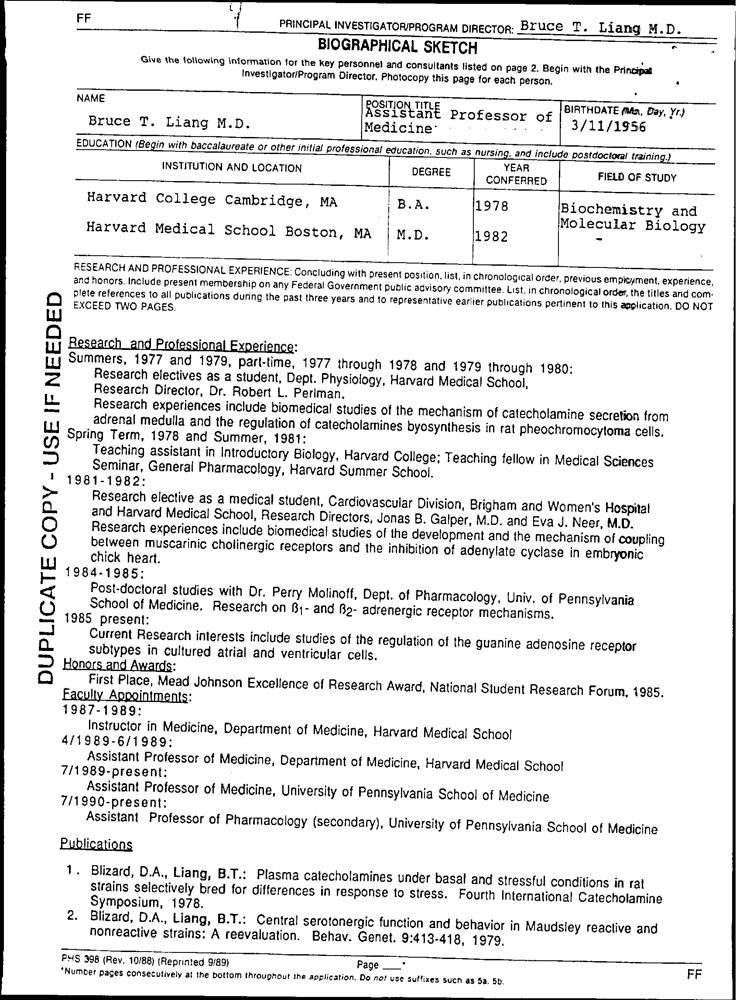 FF
PRINCIPAL INVESTIGATOR/PROGRAM DIRECTOR: Bruce T. Liang M.D.
BIOGRAPHICAL SKETCH
Give the following information for the key personnel and consultants listed on page 2. Begin with the Principal
Investigator/Program Director. Photocopy this page for each person.
NAME
Bruce T. Liang M.D.
POSITION TITLE
Assistant Professor of
Medicine
BIRTHDATE (Mo., Day, Yr.)
3/11/1956
EDUCATION (Begin with baccalaureate or other initial professional education, such as nursing, and include postdoctoral training.)
INSTITUTION AND LOCATION
DEGREE
YEAR
CONFERRED
FIELD OF STUDY
Harvard College Cambridge, MA
B.A.
1978
Biochemistry and
Molecular Biology
Harvard Medical School Boston, MA
M.D.
1982
-
RESEARCH AND PROFESSIONAL EXPERIENCE: Concluding with present position, list, in chronological order, previous employment, experience,
and honors. Include present membership on any Federal Government public advisory committee. List, in chronological order, the titles and com-
plete references to all publications during the past three years and to representative earlier publications pertinent to this application. DO NOT
EXCEED TWO PAGES.
DUPLICATE COPY - USE IF NEEDED
Research and Professional Experience:
Summers, 1977 and 1979, part-time, 1977 through 1978 and 1979 through 1980:
Research electives as a student, Dept. Physiology, Harvard Medical School,
Research Director, Dr. Robert L. Perlman.
Research experiences include biomedical studies of the mechanism of catecholamine secretion from
adrenal medulla and the regulation of catecholamines byosynthesis in rat pheochromocytoma cells.
Spring Term, 1978 and Summer, 1981:
Teaching assistant in Introductory Biology, Harvard College; Teaching fellow in Medical Sciences
Seminar, General Pharmacology, Harvard Summer School.
1981-1982:
Research elective as a medical student, Cardiovascular Division, Brigham and Women's Hospital
and Harvard Medical School, Research Directors, Jonas B. Galper, M.D. and Eva J. Neer, M.D.
Research experiences include biomedical studies of the development and the mechanism of coupling
between muscarinic cholinergic receptors and the inhibition of adenylate cyclase in embryonic
chick heart.
1984-1985:
Post-doctoral studies with Dr. Perry Molinoff, Dept. of Pharmacology, Univ. of Pennsylvania
School of Medicine. Research on ß1- and ß2- adrenergic receptor mechanisms.
1985 present:
Current Research interests include studies of the regulation of the guanine adenosine receptor
subtypes in cultured atrial and ventricular cells.
Honors and Awards:
First Place, Mead Johnson Excellence of Research Award, National Student Research Forum, 1985.
Faculty Appointments:
1987-1989:
Instructor in Medicine, Department of Medicine, Harvard Medical School
4/1989-6/1989:
Assistant Professor of Medicine, Department of Medicine, Harvard Medical School
7/1989-present:
Assistant Professor of Medicine, University of Pennsylvania School of Medicine
7/1990-present:
Assistant Professor of Pharmacology (secondary), University of Pennsylvania School of Medicine
Publications
1. Blizard, D.A., Liang, B.T.: Plasma catecholamines under basal and stressful conditions in rat
strains selectively bred for differences in response to stress. Fourth International Catecholamine
Symposium, 1978.
2. Blizard, D.A., Liang, B.T.: Central serotonergic function and behavior in Maudsley reactive and
nonreactive strains: A reevaluation. Behav. Genet. 9:413-418, 1979.
PHS 398 (Rev. 10/88) (Reprinted 9/89)
Page ___*
*Number pages consecutively at the bottom throughout the application. Do not use suffixes such as 5a, 5b.
FF